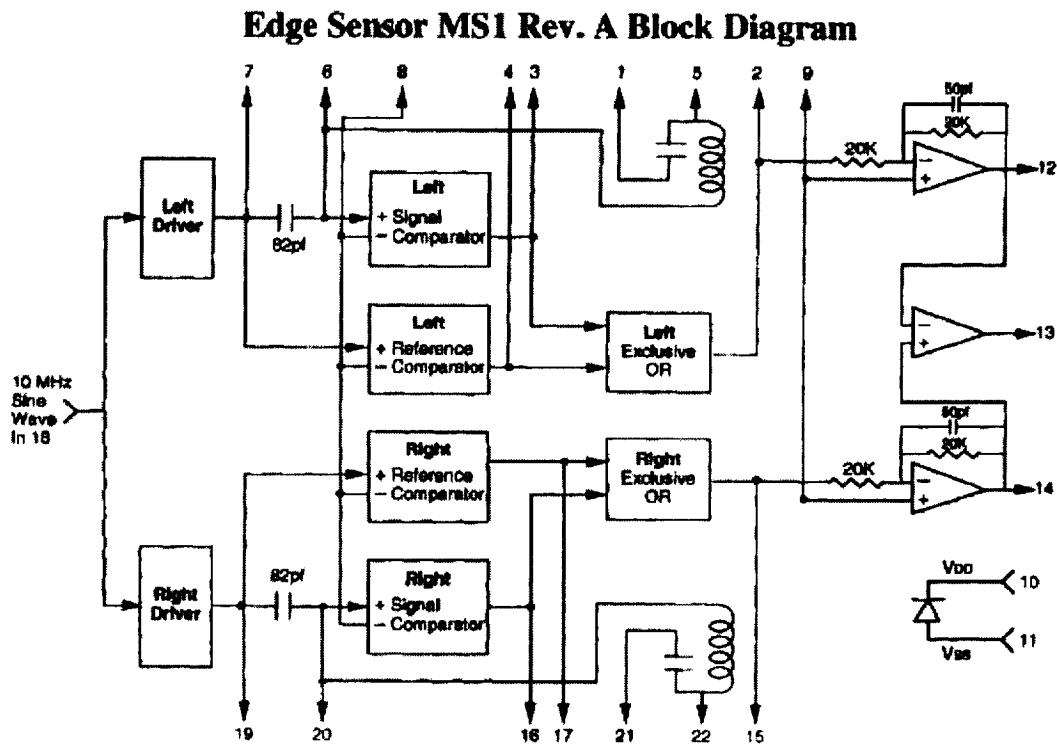 Edge Sensor MS1 Rev. A Block Diagram
7 6 8 4 3 1 5 2 9
50pf
20K
20K
12
Left
Driver
82pf
Left
+ Signal
– Comparator
– +
Left
+ Reference
– Comparator
Left
Exclusive
OR
– +
13
10 MHz
Sine
Wave
In 18
Right
+ Reference
– Comparator
Right
Exclusive
OR
50pf
20K
20K
– +
14
Right
Driver
82pf
Right
+ Signal
– Comparator
VDD
10
VSS
11
19 20 16 17 21 22 15